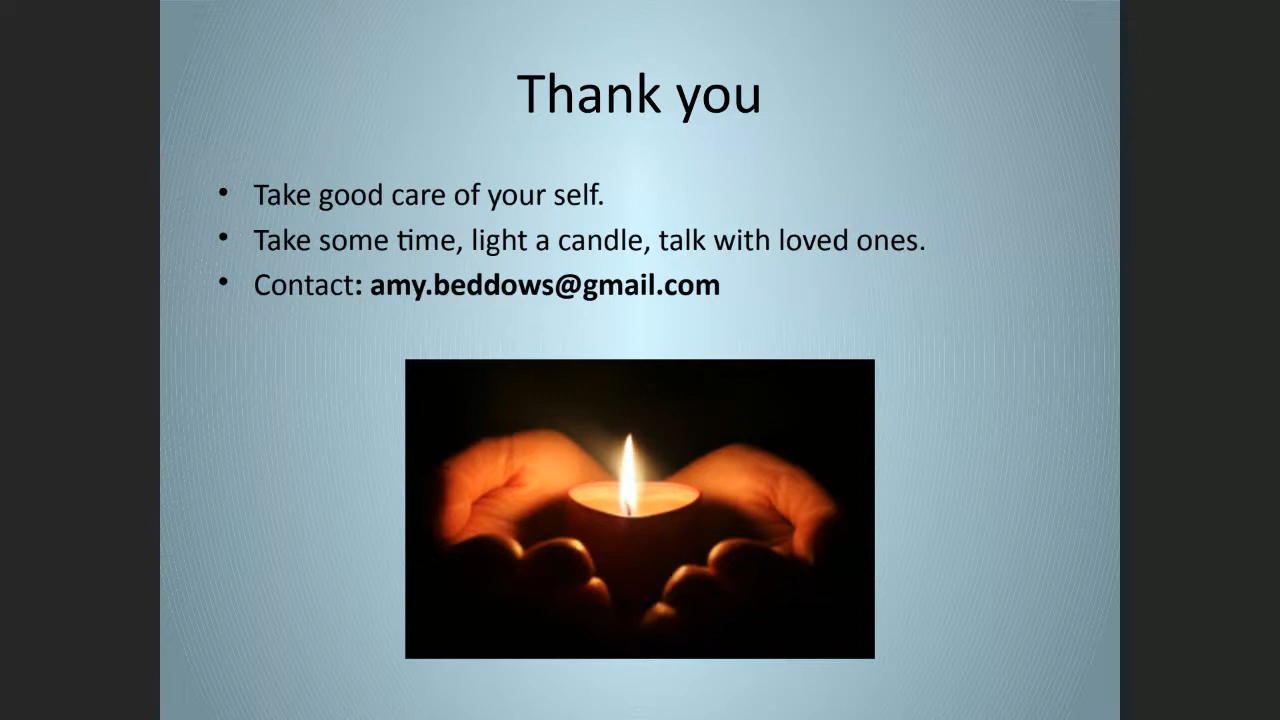 Thank you
• Take good care of your self.
• Take some time, light a candle, talk with loved ones.
• Contact: amy.beddows@gmail.com